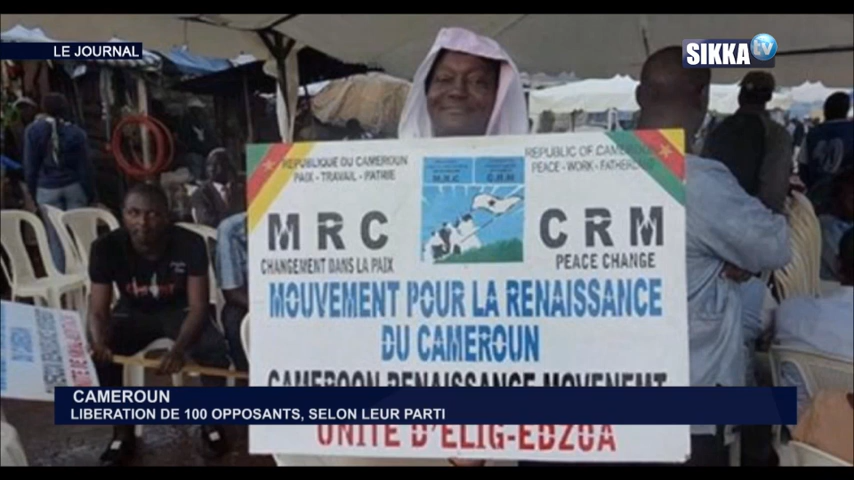 LE JOURNAL
SIKKA tv
REPUBLIQUE DU CAMEROUN
PAIX - TRAVAIL - PATRIE
REPUBLIC OF CAMEROON
PEACE - WORK - FATHERLAND
M.R.C C.R.M
MRC
CHANGEMENT DANS LA PAIX
CRM
PEACE CHANGE
MOUVEMENT POUR LA RENAISSANCE
DU CAMEROUN
CAMEROON RENAISSANCE MOVENEMT
CAMEROUN
LIBERATION DE 100 OPPOSANTS, SELON LEUR PARTI
UNITE D'ELIG-EDZOA